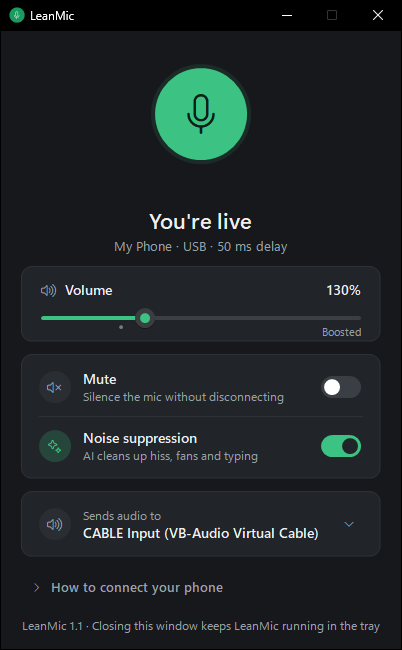 LeanMic
You're live
My Phone · USB · 50 ms delay
Volume 130%
Boosted
Mute
Silence the mic without disconnecting
Noise suppression
AI cleans up hiss, fans and typing
Sends audio to
CABLE Input (VB-Audio Virtual Cable)
How to connect your phone
LeanMic 1.1 · Closing this window keeps LeanMic running in the tray